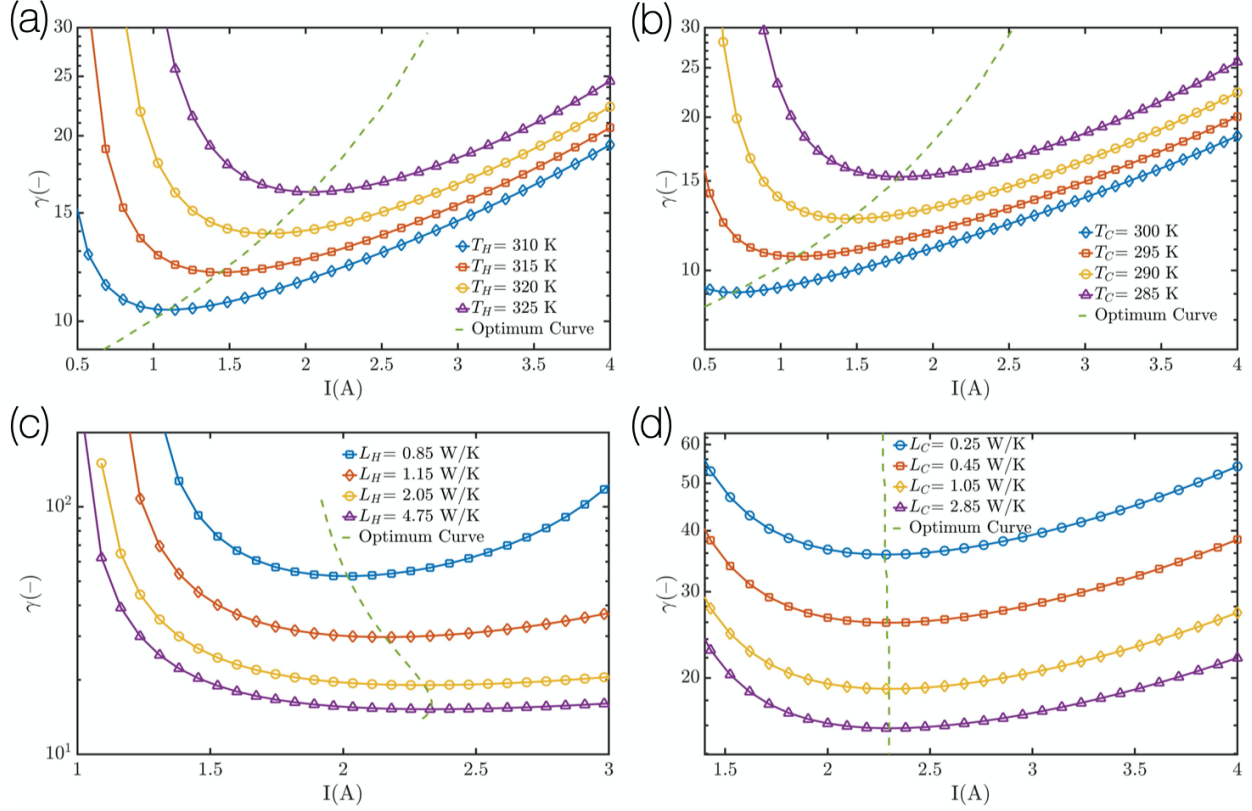 (a)
30
25
20
15
10
γ(−)
0.5 1 1.5 2 2.5 3 3.5 4
I(A)
T_H= 310 K
T_H= 315 K
T_H= 320 K
T_H= 325 K
Optimum Curve
(b)
30
25
20
15
10
γ(−)
0.5 1 1.5 2 2.5 3 3.5 4
I(A)
T_C= 300 K
T_C= 295 K
T_C= 290 K
T_C= 285 K
Optimum Curve
(c)
10²
10¹
γ(−)
1 1.5 2 2.5 3
I(A)
L_H= 0.85 W/K
L_H= 1.15 W/K
L_H= 2.05 W/K
L_H= 4.75 W/K
Optimum Curve
(d)
60
50
40
30
20
γ(−)
1.5 2 2.5 3 3.5 4
I(A)
L_C= 0.25 W/K
L_C= 0.45 W/K
L_C= 1.05 W/K
L_C= 2.85 W/K
Optimum Curve